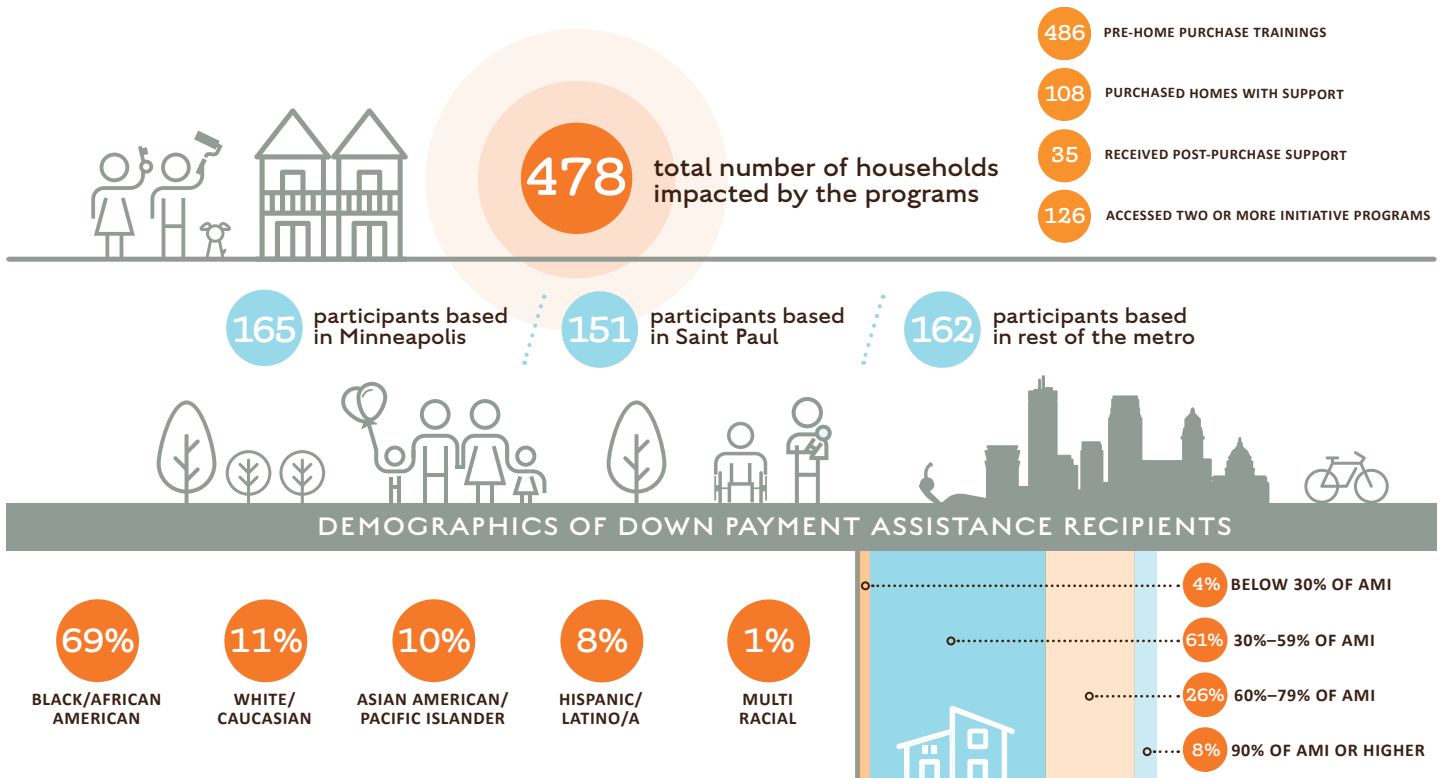 486 PRE-HOME PURCHASE TRAININGS
108 PURCHASED HOMES WITH SUPPORT
35 RECEIVED POST-PURCHASE SUPPORT
126 ACCESSED TWO OR MORE INITIATIVE PROGRAMS
478
total number of households
impacted by the programs
165
participants based
in Minneapolis
151
participants based
in Saint Paul
162
participants based
in rest of the metro
DEMOGRAPHICS OF DOWN PAYMENT ASSISTANCE RECIPIENTS
69%
BLACK/AFRICAN
AMERICAN
11%
WHITE/
CAUCASIAN
10%
ASIAN AMERICAN/
PACIFIC ISLANDER
8%
HISPANIC/
LATINO/A
1%
MULTI
RACIAL
4% BELOW 30% OF AMI
61% 30%–59% OF AMI
26% 60%–79% OF AMI
8% 90% OF AMI OR HIGHER